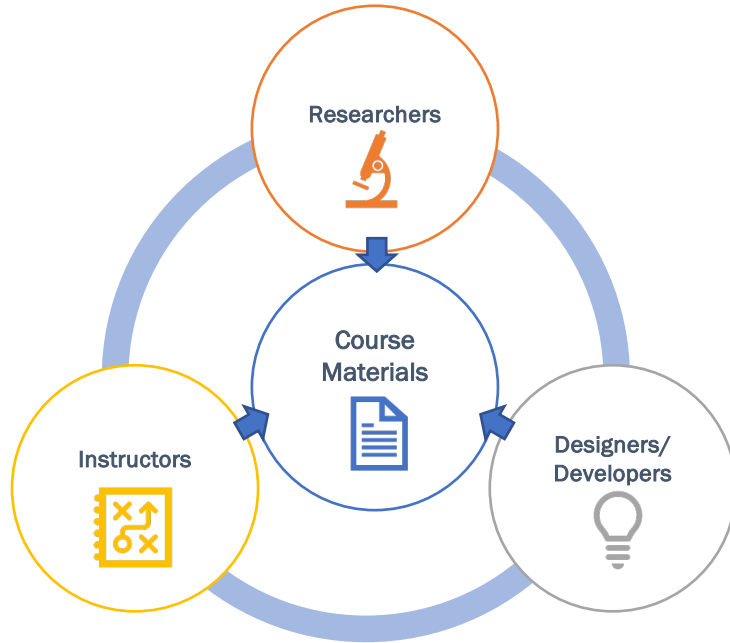 Researchers
Course
Materials
Instructors
Designers/
Developers